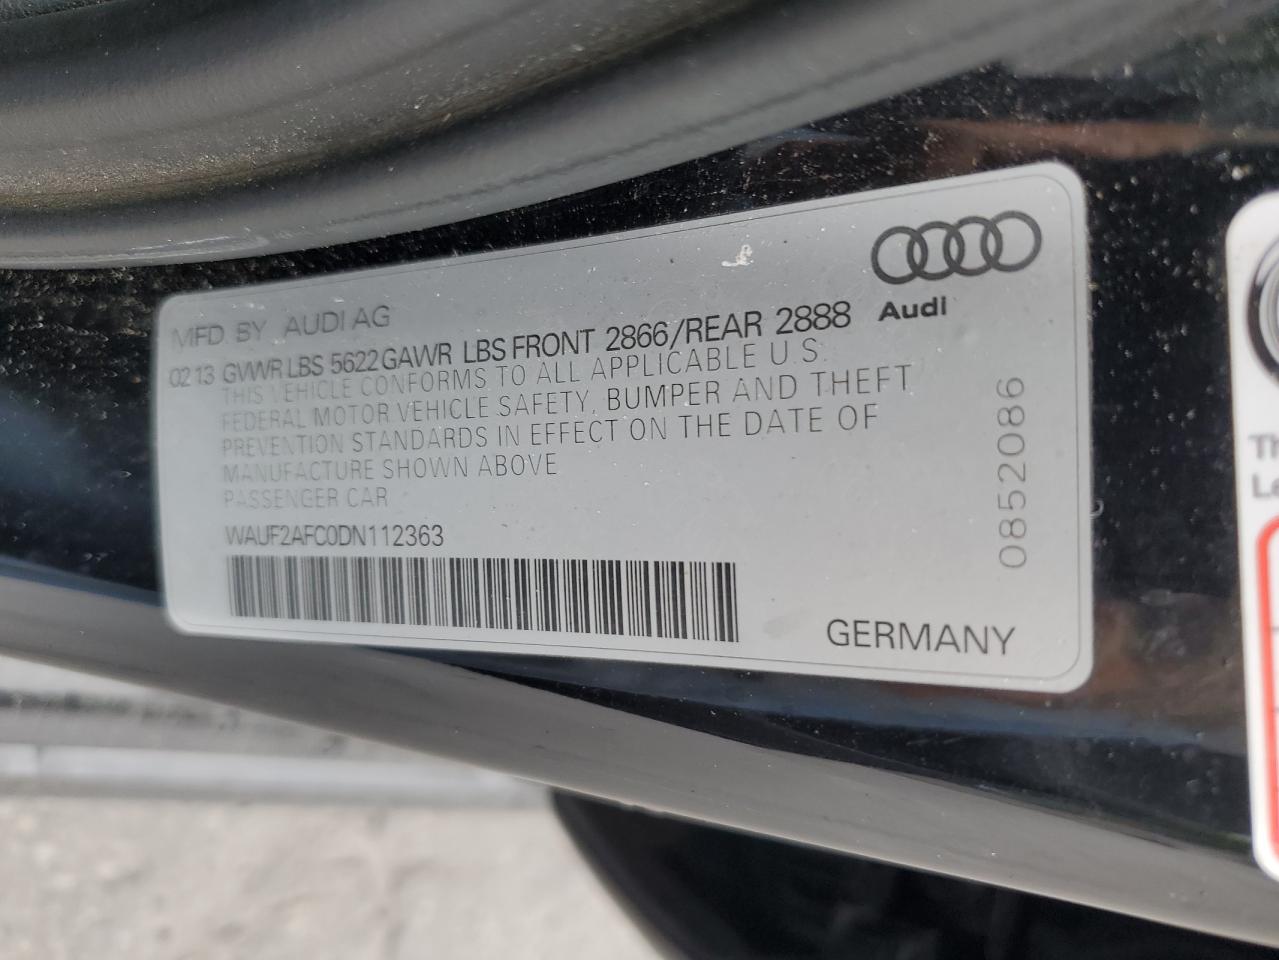 MFD. BY AUDI AG
02 13 GVWR LBS 5622 GAWR LBS FRONT 2866/REAR 2888
THIS VEHICLE CONFORMS TO ALL APPLICABLE U.S.
FEDERAL MOTOR VEHICLE SAFETY, BUMPER AND THEFT
PREVENTION STANDARDS IN EFFECT ON THE DATE OF
MANUFACTURE SHOWN ABOVE
PASSENGER CAR
WAUF2AFC0DN112363
Audi
0852086
GERMANY